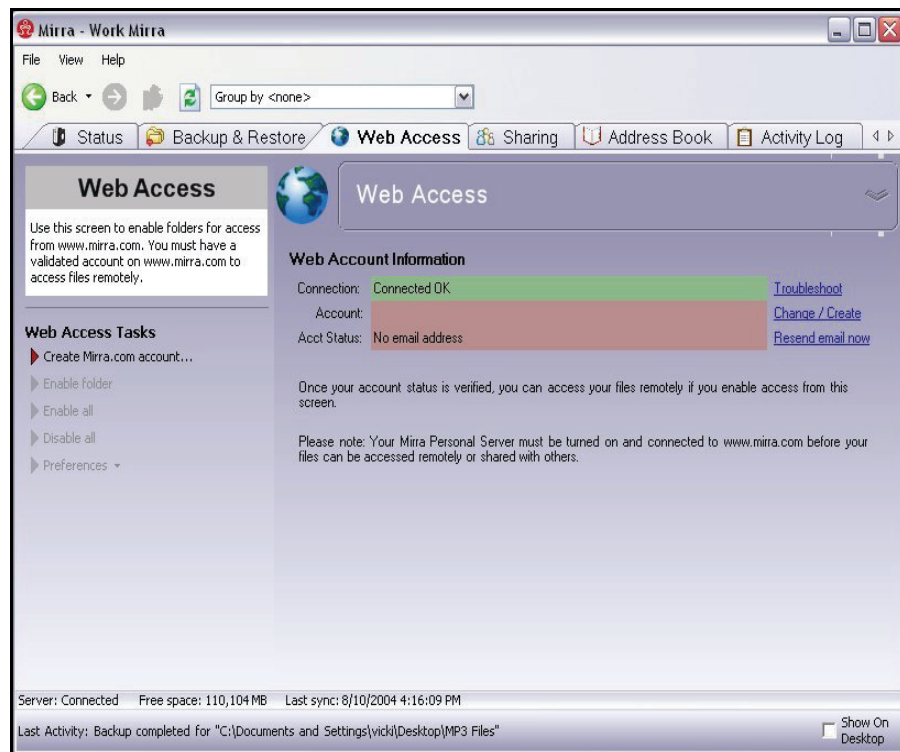 Mirra - Work Mirra
File View Help
Back
Group by <none>
Status Backup & Restore Web Access Sharing Address Book Activity Log
Web Access
Use this screen to enable folders for access
from www.mirra.com. You must have a
validated account on www.mirra.com to
access files remotely.
Web Access Tasks
Create Mirra.com account...
Enable folder
Enable all
Disable all
Preferences
Web Access
Web Account Information
Connection: Connected OK Troubleshoot
Account: Change / Create
Acct Status: No email address Resend email now
Once your account status is verified, you can access your files remotely if you enable access from this
screen.
Please note: Your Mirra Personal Server must be turned on and connected to www.mirra.com before your
files can be accessed remotely or shared with others.
Server: Connected Free space: 110,104 MB Last sync: 8/10/2004 4:16:09 PM
Last Activity: Backup completed for "C:\Documents and Settings\vicki\Desktop\MP3 Files"
Show On
Desktop